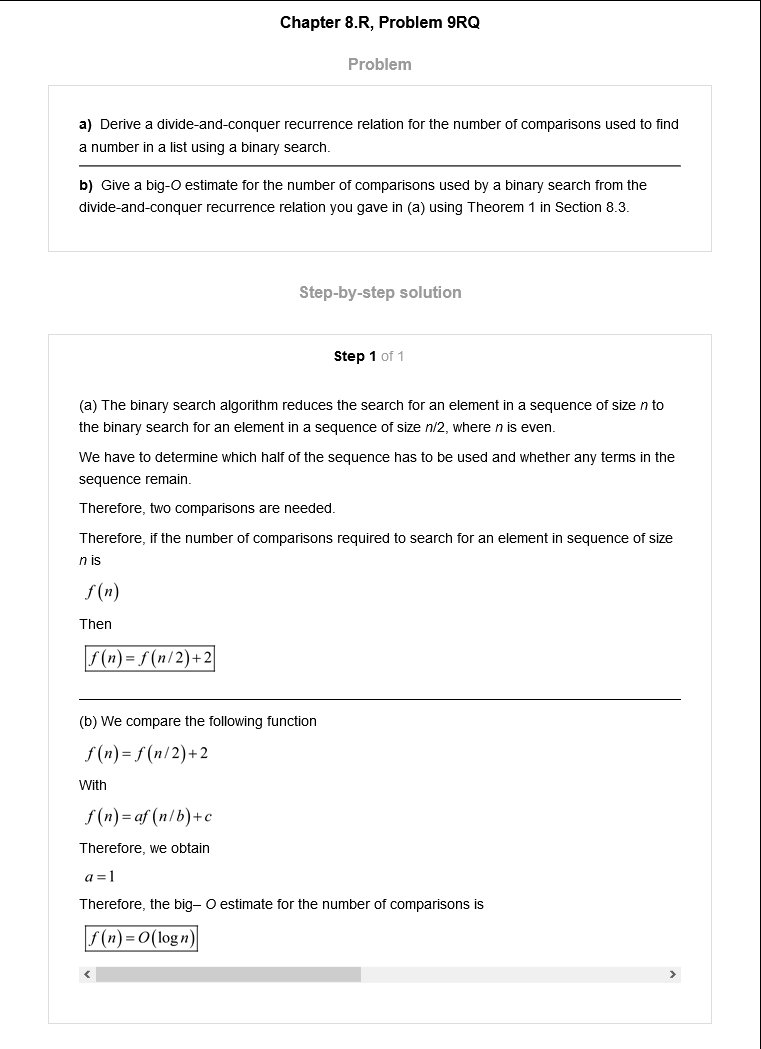 Chapter 8.R, Problem 9RQ
Problem
a) Derive a divide-and-conquer recurrence relation for the number of comparisons used to find
a number in a list using a binary search.
b) Give a big-O estimate for the number of comparisons used by a binary search from the
divide-and-conquer recurrence relation you gave in (a) using Theorem 1 in Section 8.3.
Step-by-step solution
Step 1 of 1
(a) The binary search algorithm reduces the search for an element in a sequence of size n to
the binary search for an element in a sequence of size n/2, where n is even.
We have to determine which half of the sequence has to be used and whether any terms in the
sequence remain.
Therefore, two comparisons are needed.
Therefore, if the number of comparisons required to search for an element in sequence of size
n is
f(n)
Then
f(n)=f(n/2)+2
(b) We compare the following function
f(n)=f(n/2)+2
With
f(n)=af(n/b)+c
Therefore, we obtain
a=1
Therefore, the big– O estimate for the number of comparisons is
f(n)=O(log n)